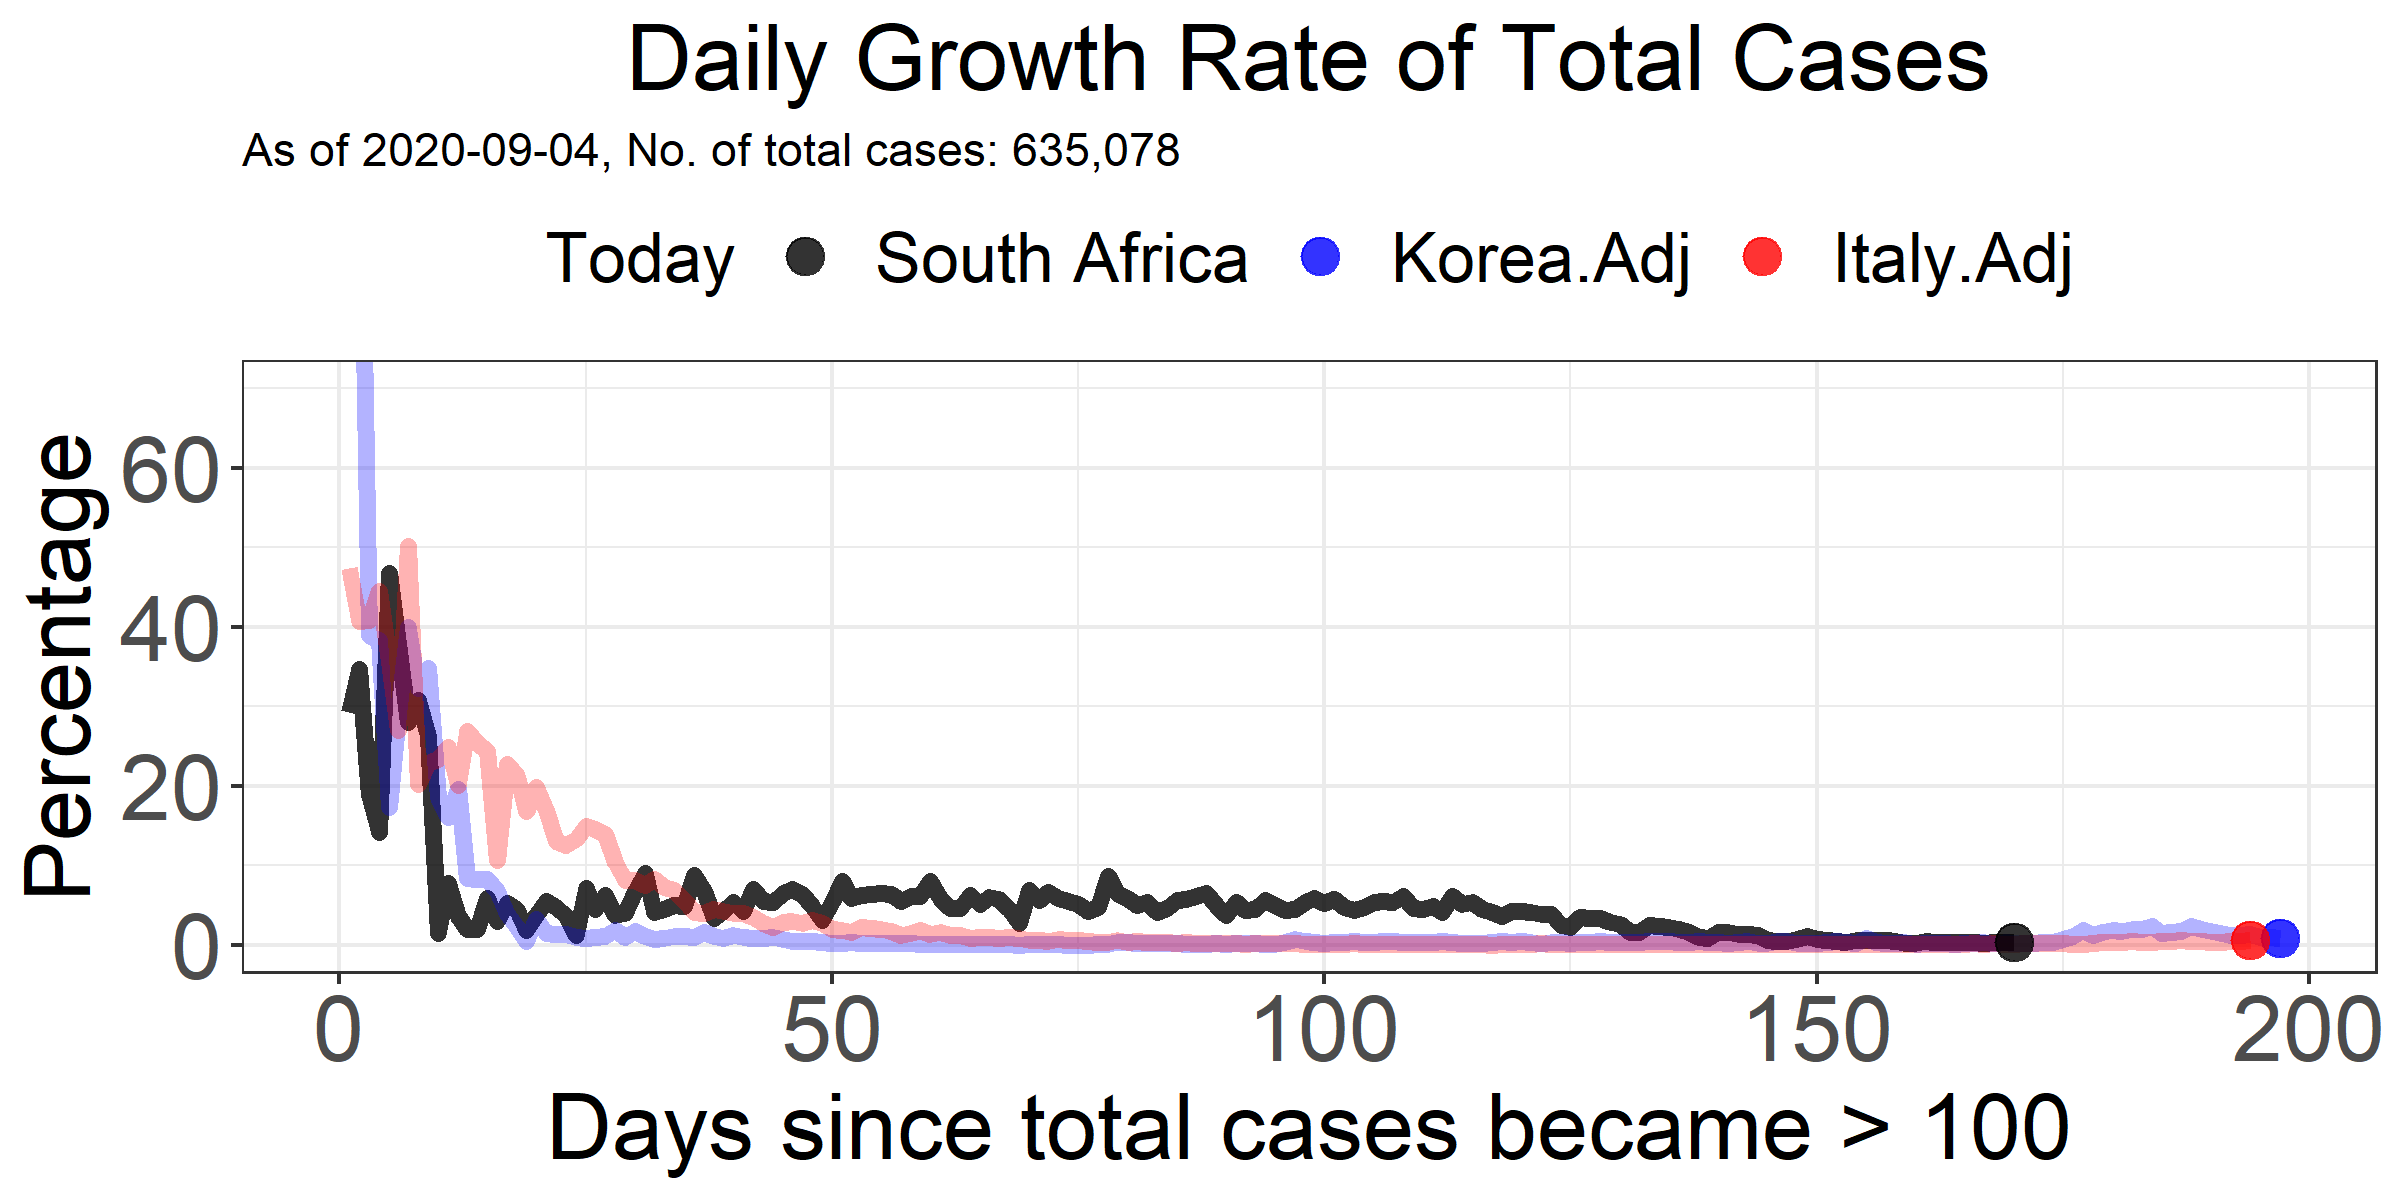 Daily Growth Rate of Total Cases
As of 2020-09-04, No. of total cases: 635,078
Today South Africa Korea.Adj Italy.Adj
Percentage
60
40
20
0
0 50 100 150 200
Days since total cases became > 100